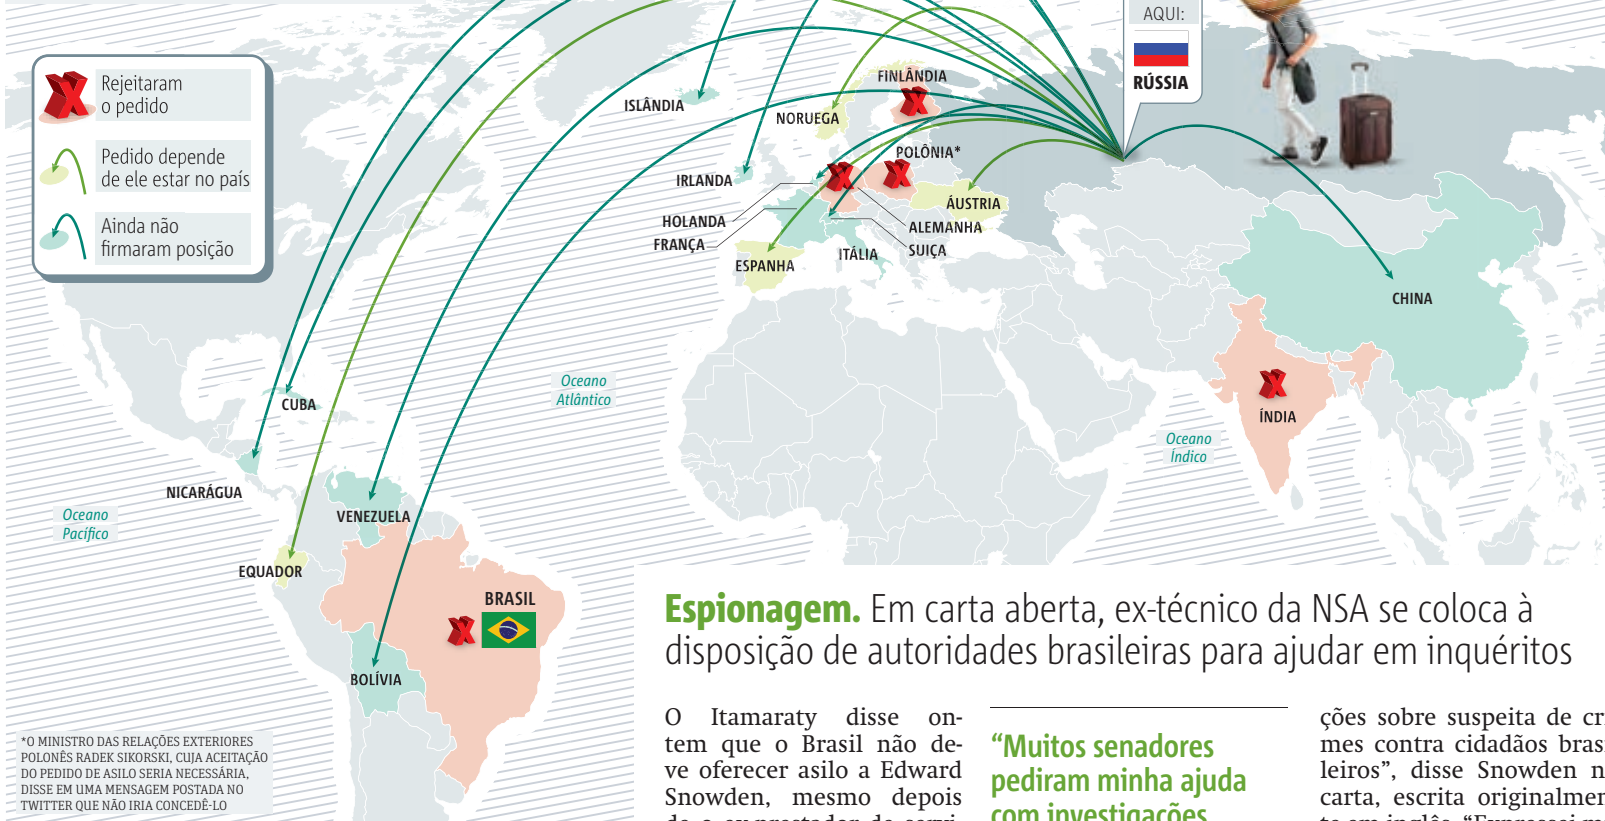 AQUI:
RÚSSIA
Rejeitaram
o pedido
Pedido depende
de ele estar no país
Ainda não
firmaram posição
FINLÂNDIA
ISLÂNDIA
NORUEGA
POLÔNIA*
IRLANDA
ÁUSTRIA
HOLANDA
ALEMANHA
FRANÇA
SUIÇA
ITÁLIA
ESPANHA
CHINA
Oceano
Atlântico
CUBA
ÍNDIA
Oceano
Índico
NICARÁGUA
VENEZUELA
Oceano
Pacífico
EQUADOR
BRASIL
BOLÍVIA
*O MINISTRO DAS RELAÇÕES EXTERIORES
POLONÊS RADEK SIKORSKI, CUJA ACEITAÇÃO
DO PEDIDO DE ASILO SERIA NECESSÁRIA,
DISSE EM UMA MENSAGEM POSTADA NO
TWITTER QUE NÃO IRIA CONCEDÊ-LO
Espionagem. Em carta aberta, ex-técnico da NSA se coloca à
disposição de autoridades brasileiras para ajudar em inquéritos
O Itamaraty disse on-
tem que o Brasil não de-
ve oferecer asilo a Edward
Snowden, mesmo depois
“Muitos senadores
pediram minha ajuda
com investigações
ções sobre suspeita de cri
mes contra cidadãos brasi
leiros”, disse Snowden n
carta, escrita originalmen